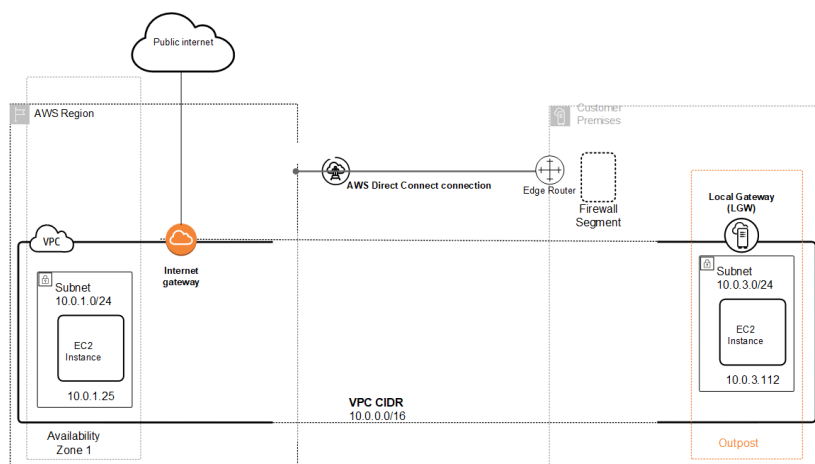 Public internet
AWS Region
Customer
Premises
AWS Direct Connect connection
Edge Router
Firewall
Segment
Local Gateway
(LGW)
VPC
Internet
gateway
Subnet
10.0.1.0/24
EC2
Instance
10.0.1.25
Subnet
10.0.3.0/24
EC2
Instance
10.0.3.112
VPC CIDR
10.0.0.0/16
Availability
Zone 1
Outpost